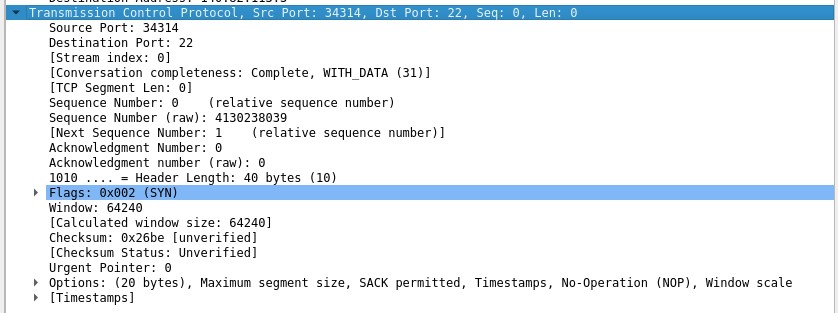 Transmission Control Protocol, Src Port: 34314, Dst Port: 22, Seq: 0, Len: 0
Source Port: 34314
Destination Port: 22
[Stream index: 0]
[Conversation completeness: Complete, WITH_DATA (31)]
[TCP Segment Len: 0]
Sequence Number: 0    (relative sequence number)
Sequence Number (raw): 4130238039
[Next Sequence Number: 1    (relative sequence number)]
Acknowledgment Number: 0
Acknowledgment number (raw): 0
1010 .... = Header Length: 40 bytes (10)
Flags: 0x002 (SYN)
Window: 64240
[Calculated window size: 64240]
Checksum: 0x26be [unverified]
[Checksum Status: Unverified]
Urgent Pointer: 0
Options: (20 bytes), Maximum segment size, SACK permitted, Timestamps, No-Operation (NOP), Window scale
[Timestamps]